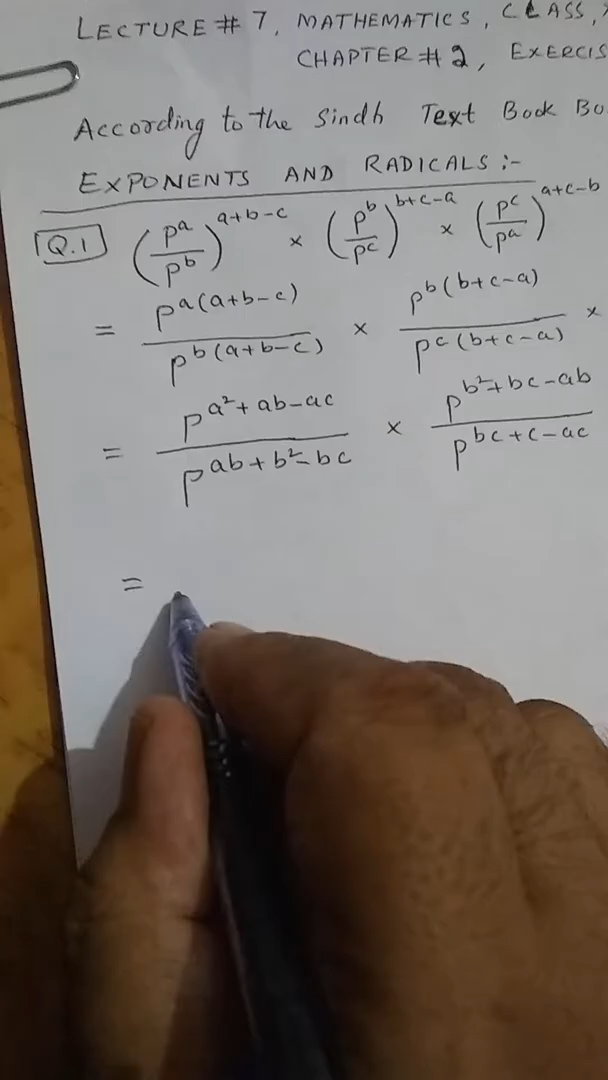 LECTURE # 7, MATHEMATICS, CLASS,
CHAPTER # 2, EXERCIS
According to the Sindh Text Book Bo
EXPONENTS AND RADICALS :-
Q.1 (p^a/p^b)^(a+b-c) × (p^b/p^c)^(b+c-a) × (p^c/p^a)^(a+c-b)
= p^(a(a+b-c))/p^(b(a+b-c)) × p^(b(b+c-a))/p^(c(b+c-a)) ×
= p^(a²+ab-ac)/p^(ab+b²-bc) × p^(b²+bc-ab)/p^(bc+c-ac)
=